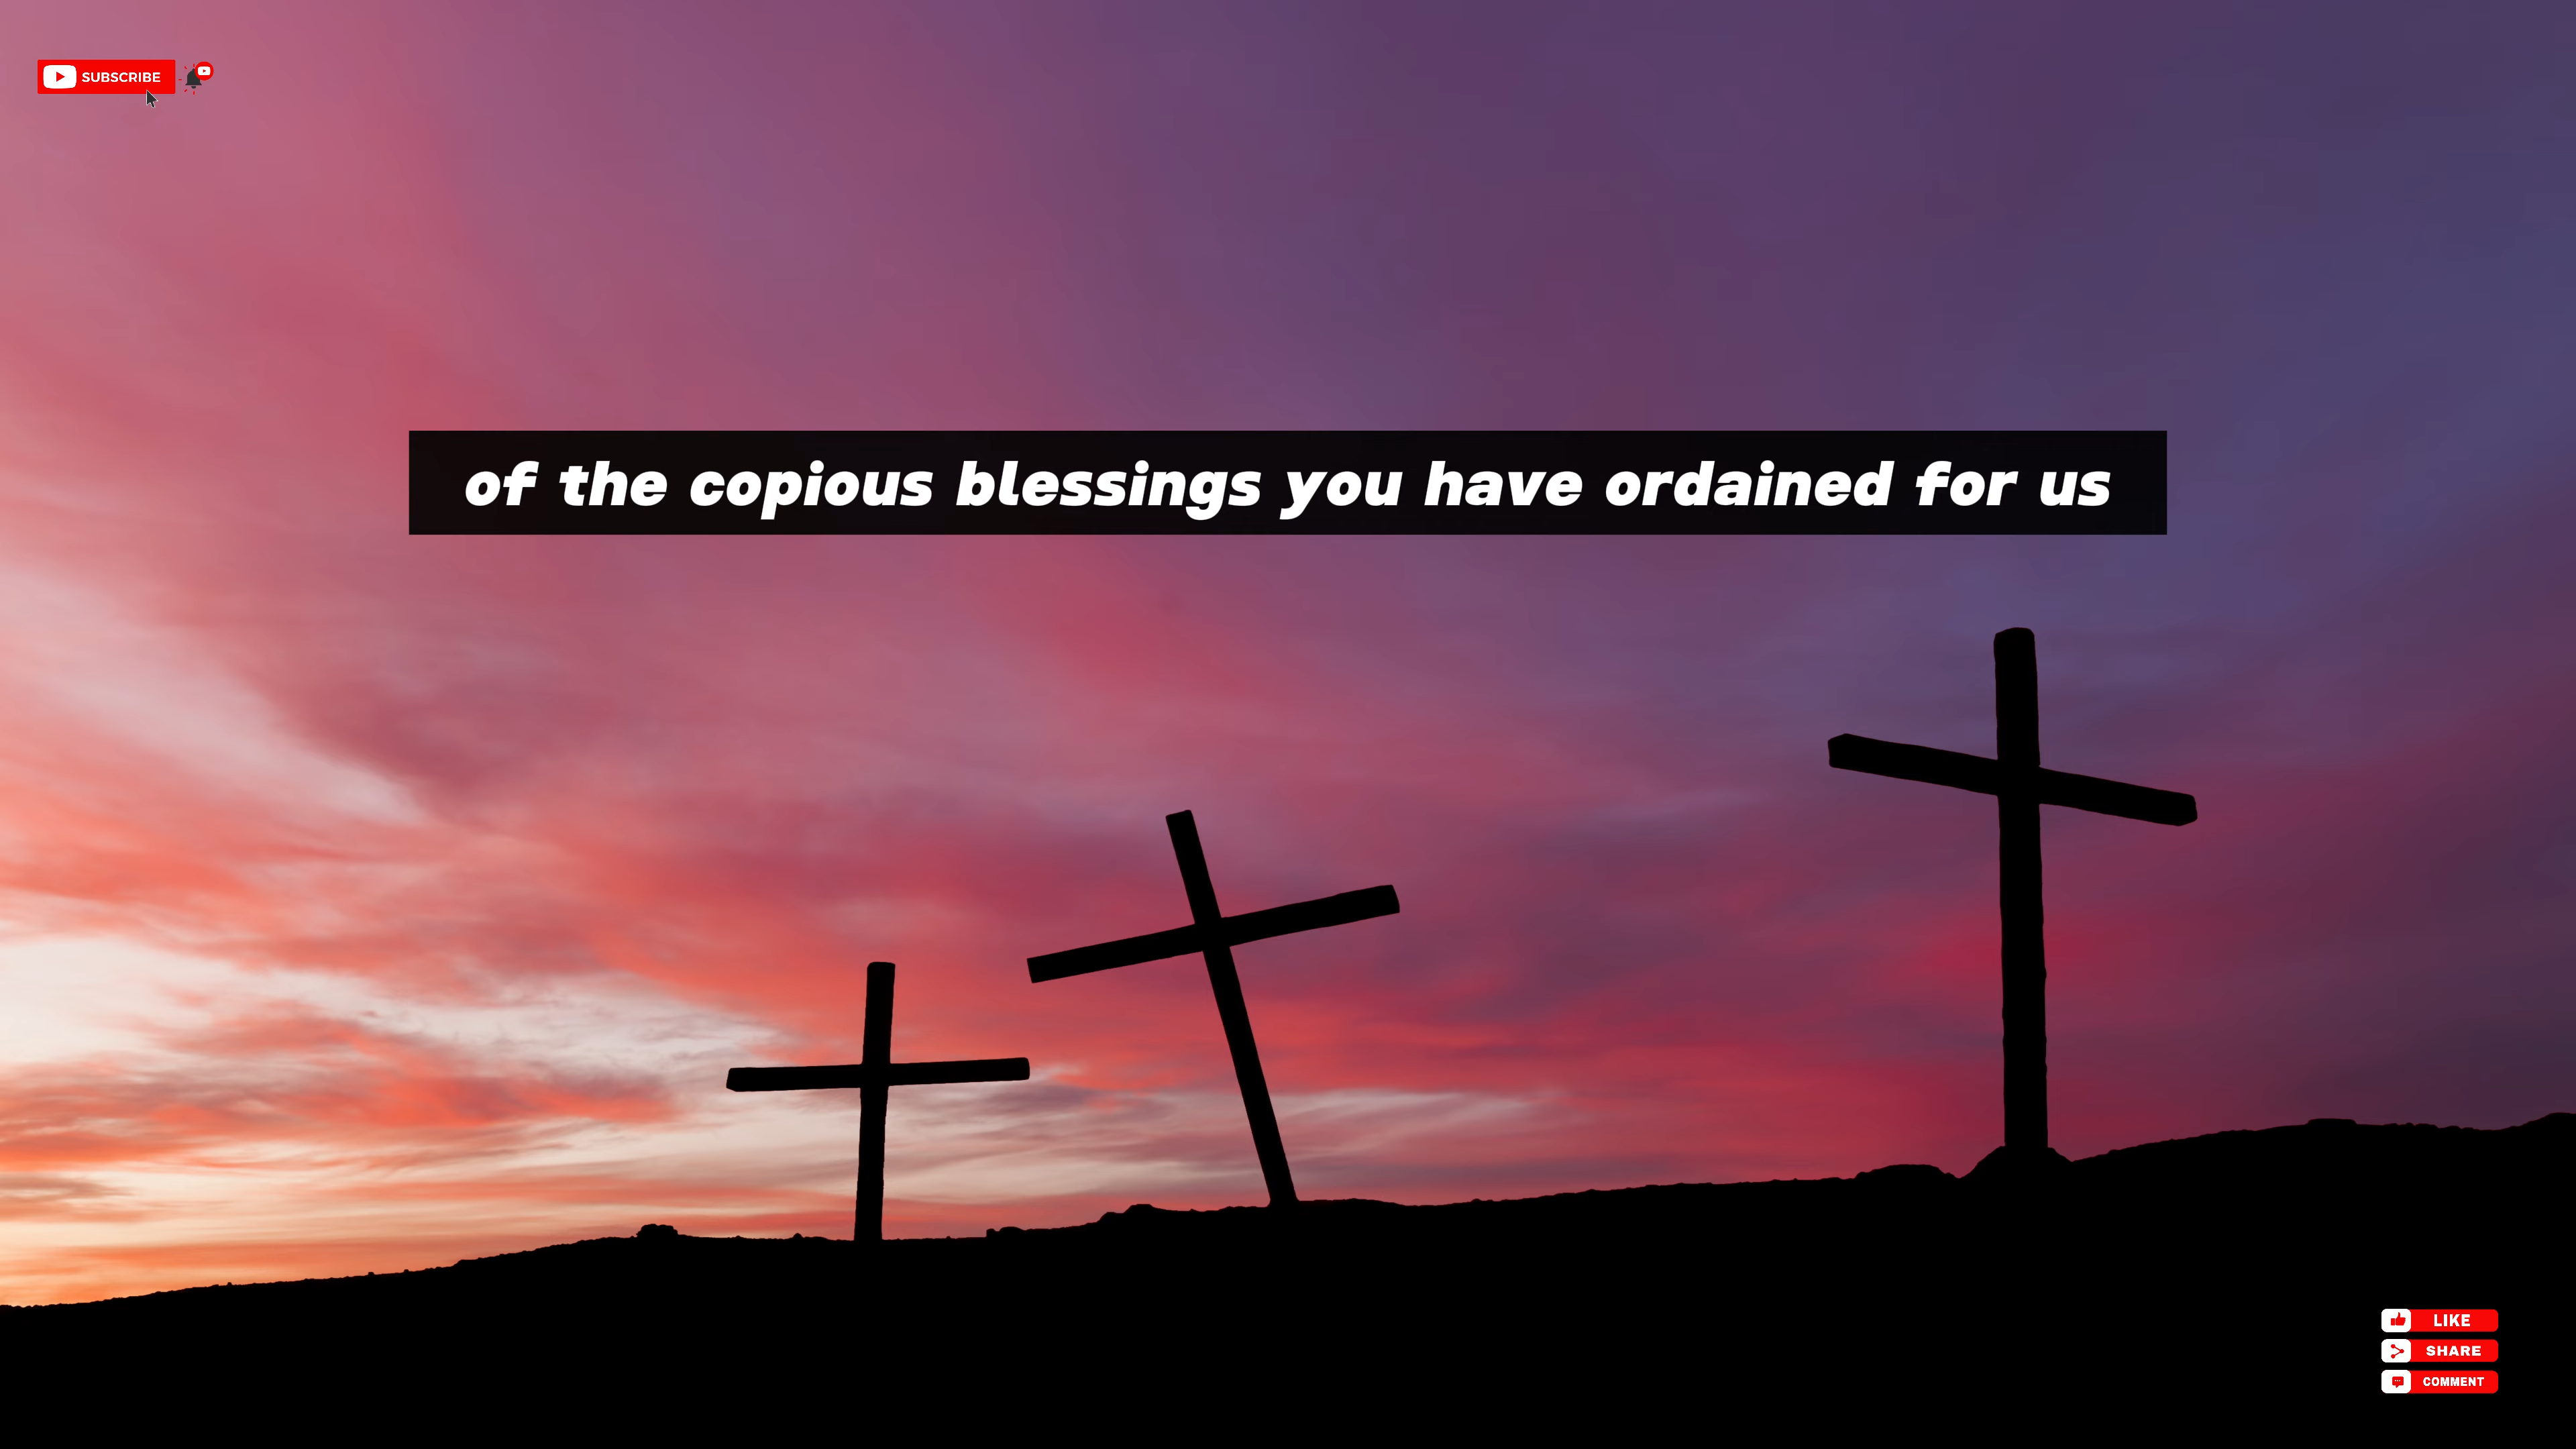 SUBSCRIBE
of the copious blessings you have ordained for us
LIKE
SHARE
COMMENT